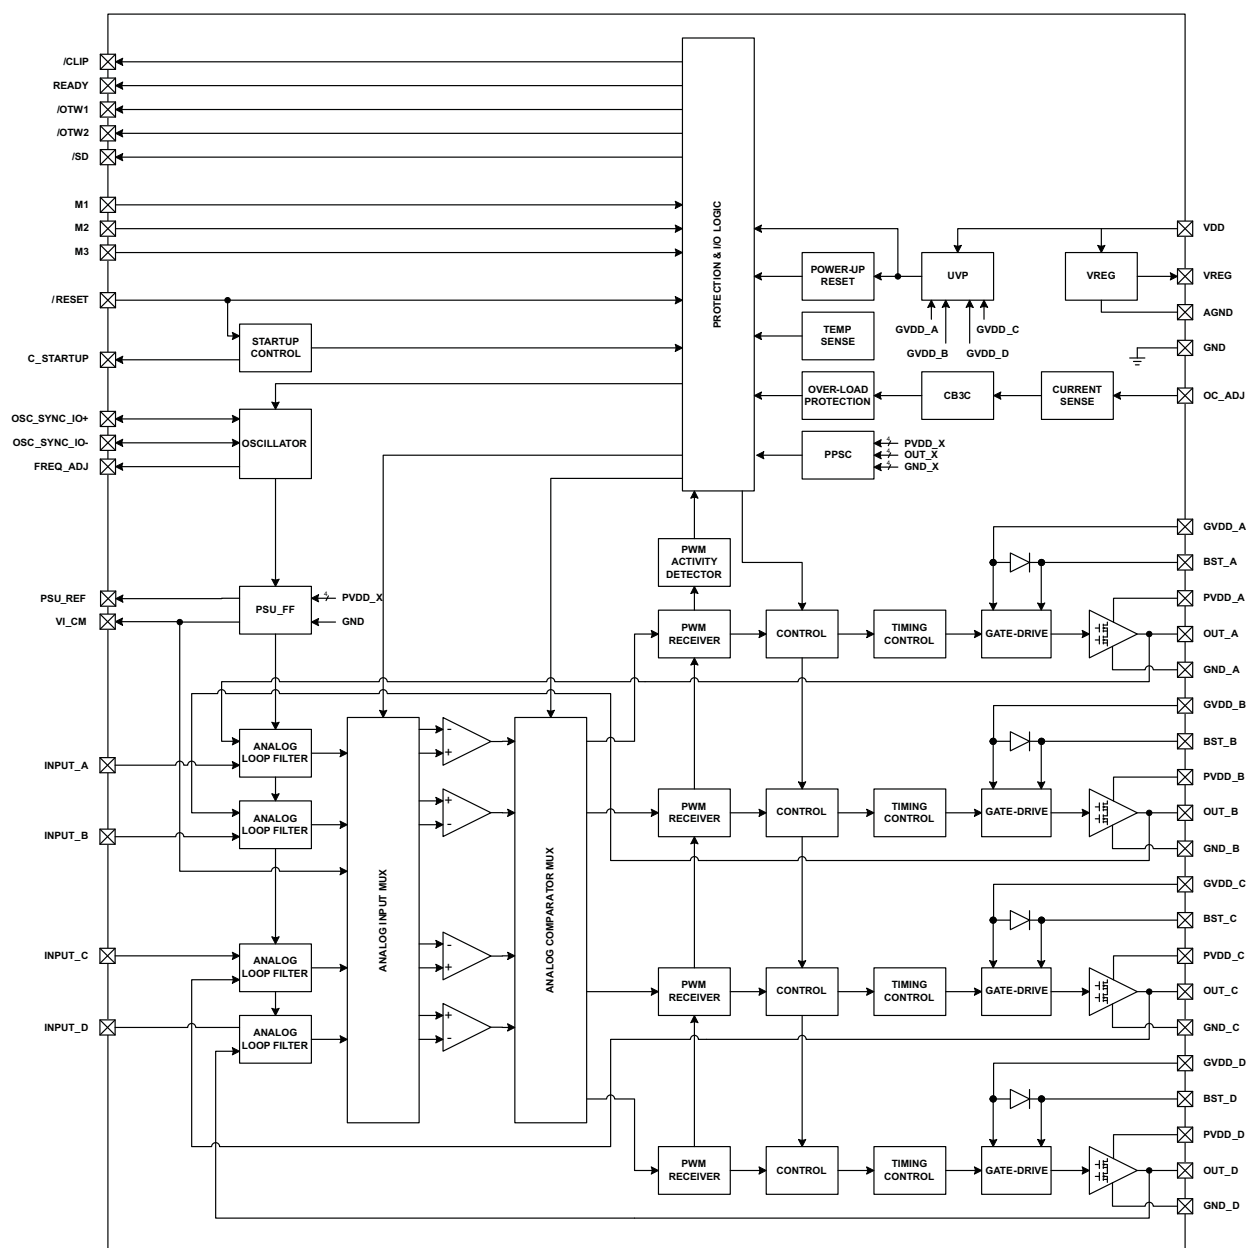 /CLIP
READY
/OTW1
/OTW2
/SD
M1
M2
M3
/RESET
C_STARTUP
OSC_SYNC_IO+
OSC_SYNC_IO-
FREQ_ADJ
PSU_REF
VI_CM
INPUT_A
INPUT_B
INPUT_C
INPUT_D
STARTUP
CONTROL
OSCILLATOR
PSU_FF
4
PVDD_X
GND
ANALOG
LOOP FILTER
ANALOG
LOOP FILTER
ANALOG
LOOP FILTER
ANALOG
LOOP FILTER
ANALOG INPUT MUX
-
+
+
-
-
+
+
-
ANALOG COMPARATOR MUX
PROTECTION & I/O LOGIC
POWER-UP
RESET
UVP
VREG
GVDD_A
GVDD_C
GVDD_B
GVDD_D
TEMP
SENSE
OVER-LOAD
PROTECTION
CB3C
CURRENT
SENSE
PPSC
4
PVDD_X
4
OUT_X
4
GND_X
VDD
VREG
AGND
GND
OC_ADJ
PWM
ACTIVITY
DETECTOR
PWM
RECEIVER
CONTROL
TIMING
CONTROL
GATE-DRIVE
GVDD_A
BST_A
PVDD_A
OUT_A
GND_A
PWM
RECEIVER
CONTROL
TIMING
CONTROL
GATE-DRIVE
GVDD_B
BST_B
PVDD_B
OUT_B
GND_B
PWM
RECEIVER
CONTROL
TIMING
CONTROL
GATE-DRIVE
GVDD_C
BST_C
PVDD_C
OUT_C
GND_C
PWM
RECEIVER
CONTROL
TIMING
CONTROL
GATE-DRIVE
GVDD_D
BST_D
PVDD_D
OUT_D
GND_D